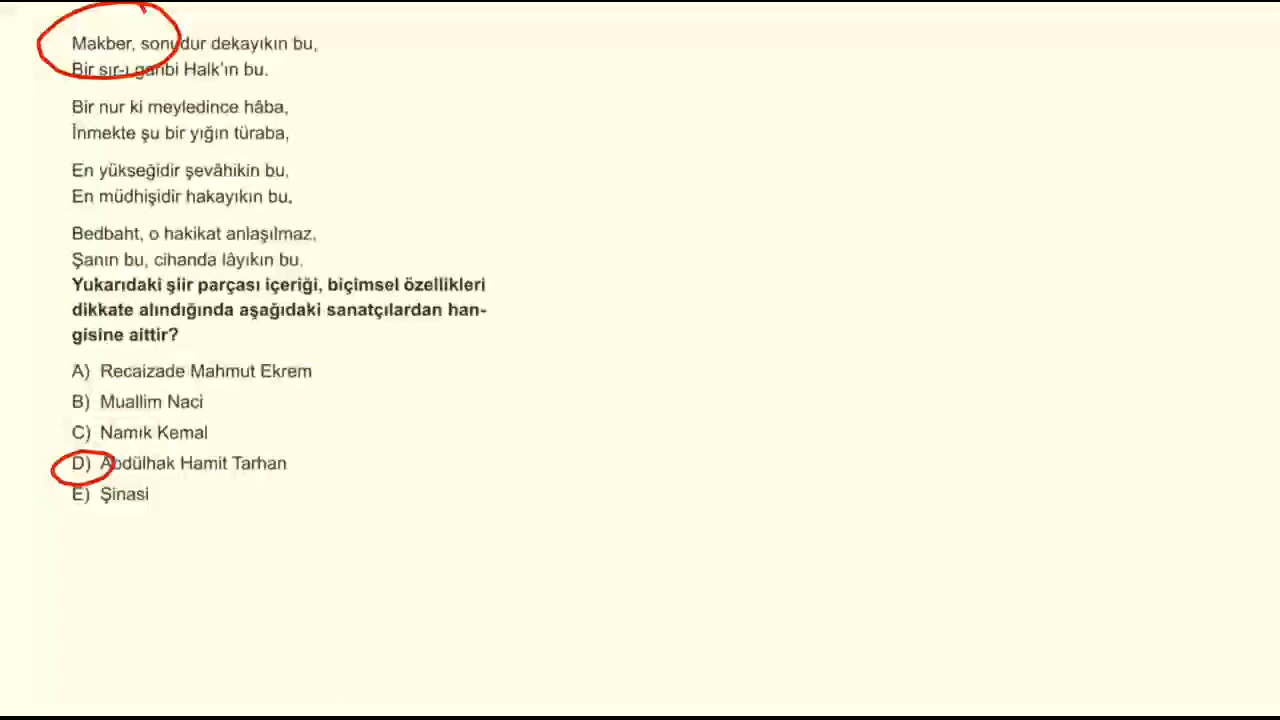 Makber, sonudur dekayıkın bu,
Bir sır-ı garibi Halk'ın bu.
Bir nur ki meyledince hâba,
İnmekte şu bir yığın türaba,
En yükseğidir şevâhikin bu,
En müdhişidir hakayıkın bu.
Bedbaht, o hakikat anlaşılmaz,
Şanın bu, cihanda lâyıkın bu.
Yukarıdaki şiir parçası içeriği, biçimsel özellikleri
dikkate alındığında aşağıdaki sanatçılardan han-
gisine aittir?
A) Recaizade Mahmut Ekrem
B) Muallim Naci
C) Namık Kemal
D) Abdülhak Hamit Tarhan
E) Şinasi